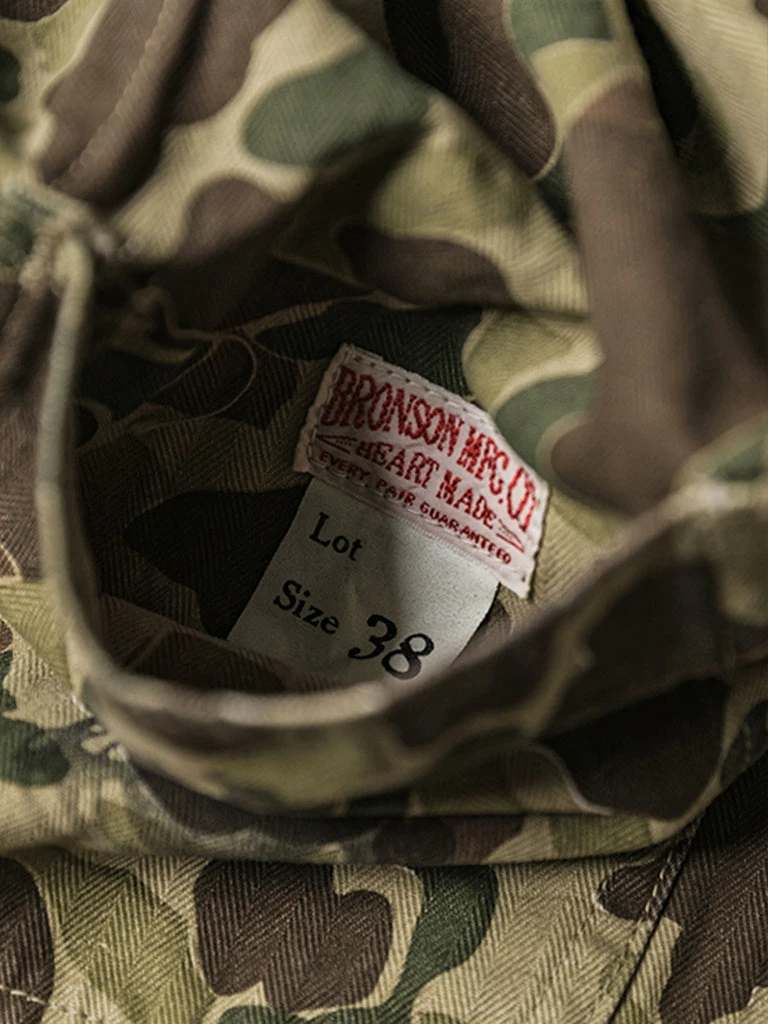 BRONSON MFG. CO
HEART MADE
EVERY PAIR GUARANTEED
Lot
Size 38